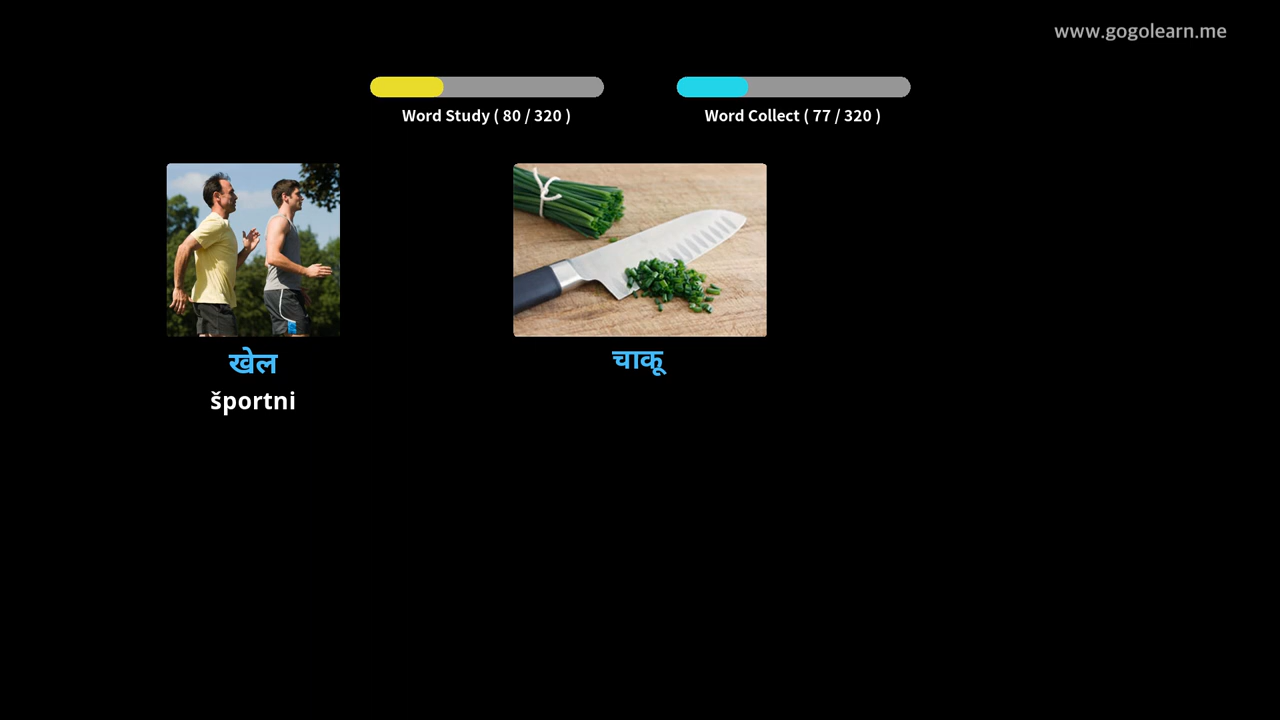 www.gogolearn.me
Word Study ( 80 / 320 )
Word Collect ( 77 / 320 )
खेल
चाकू
športni